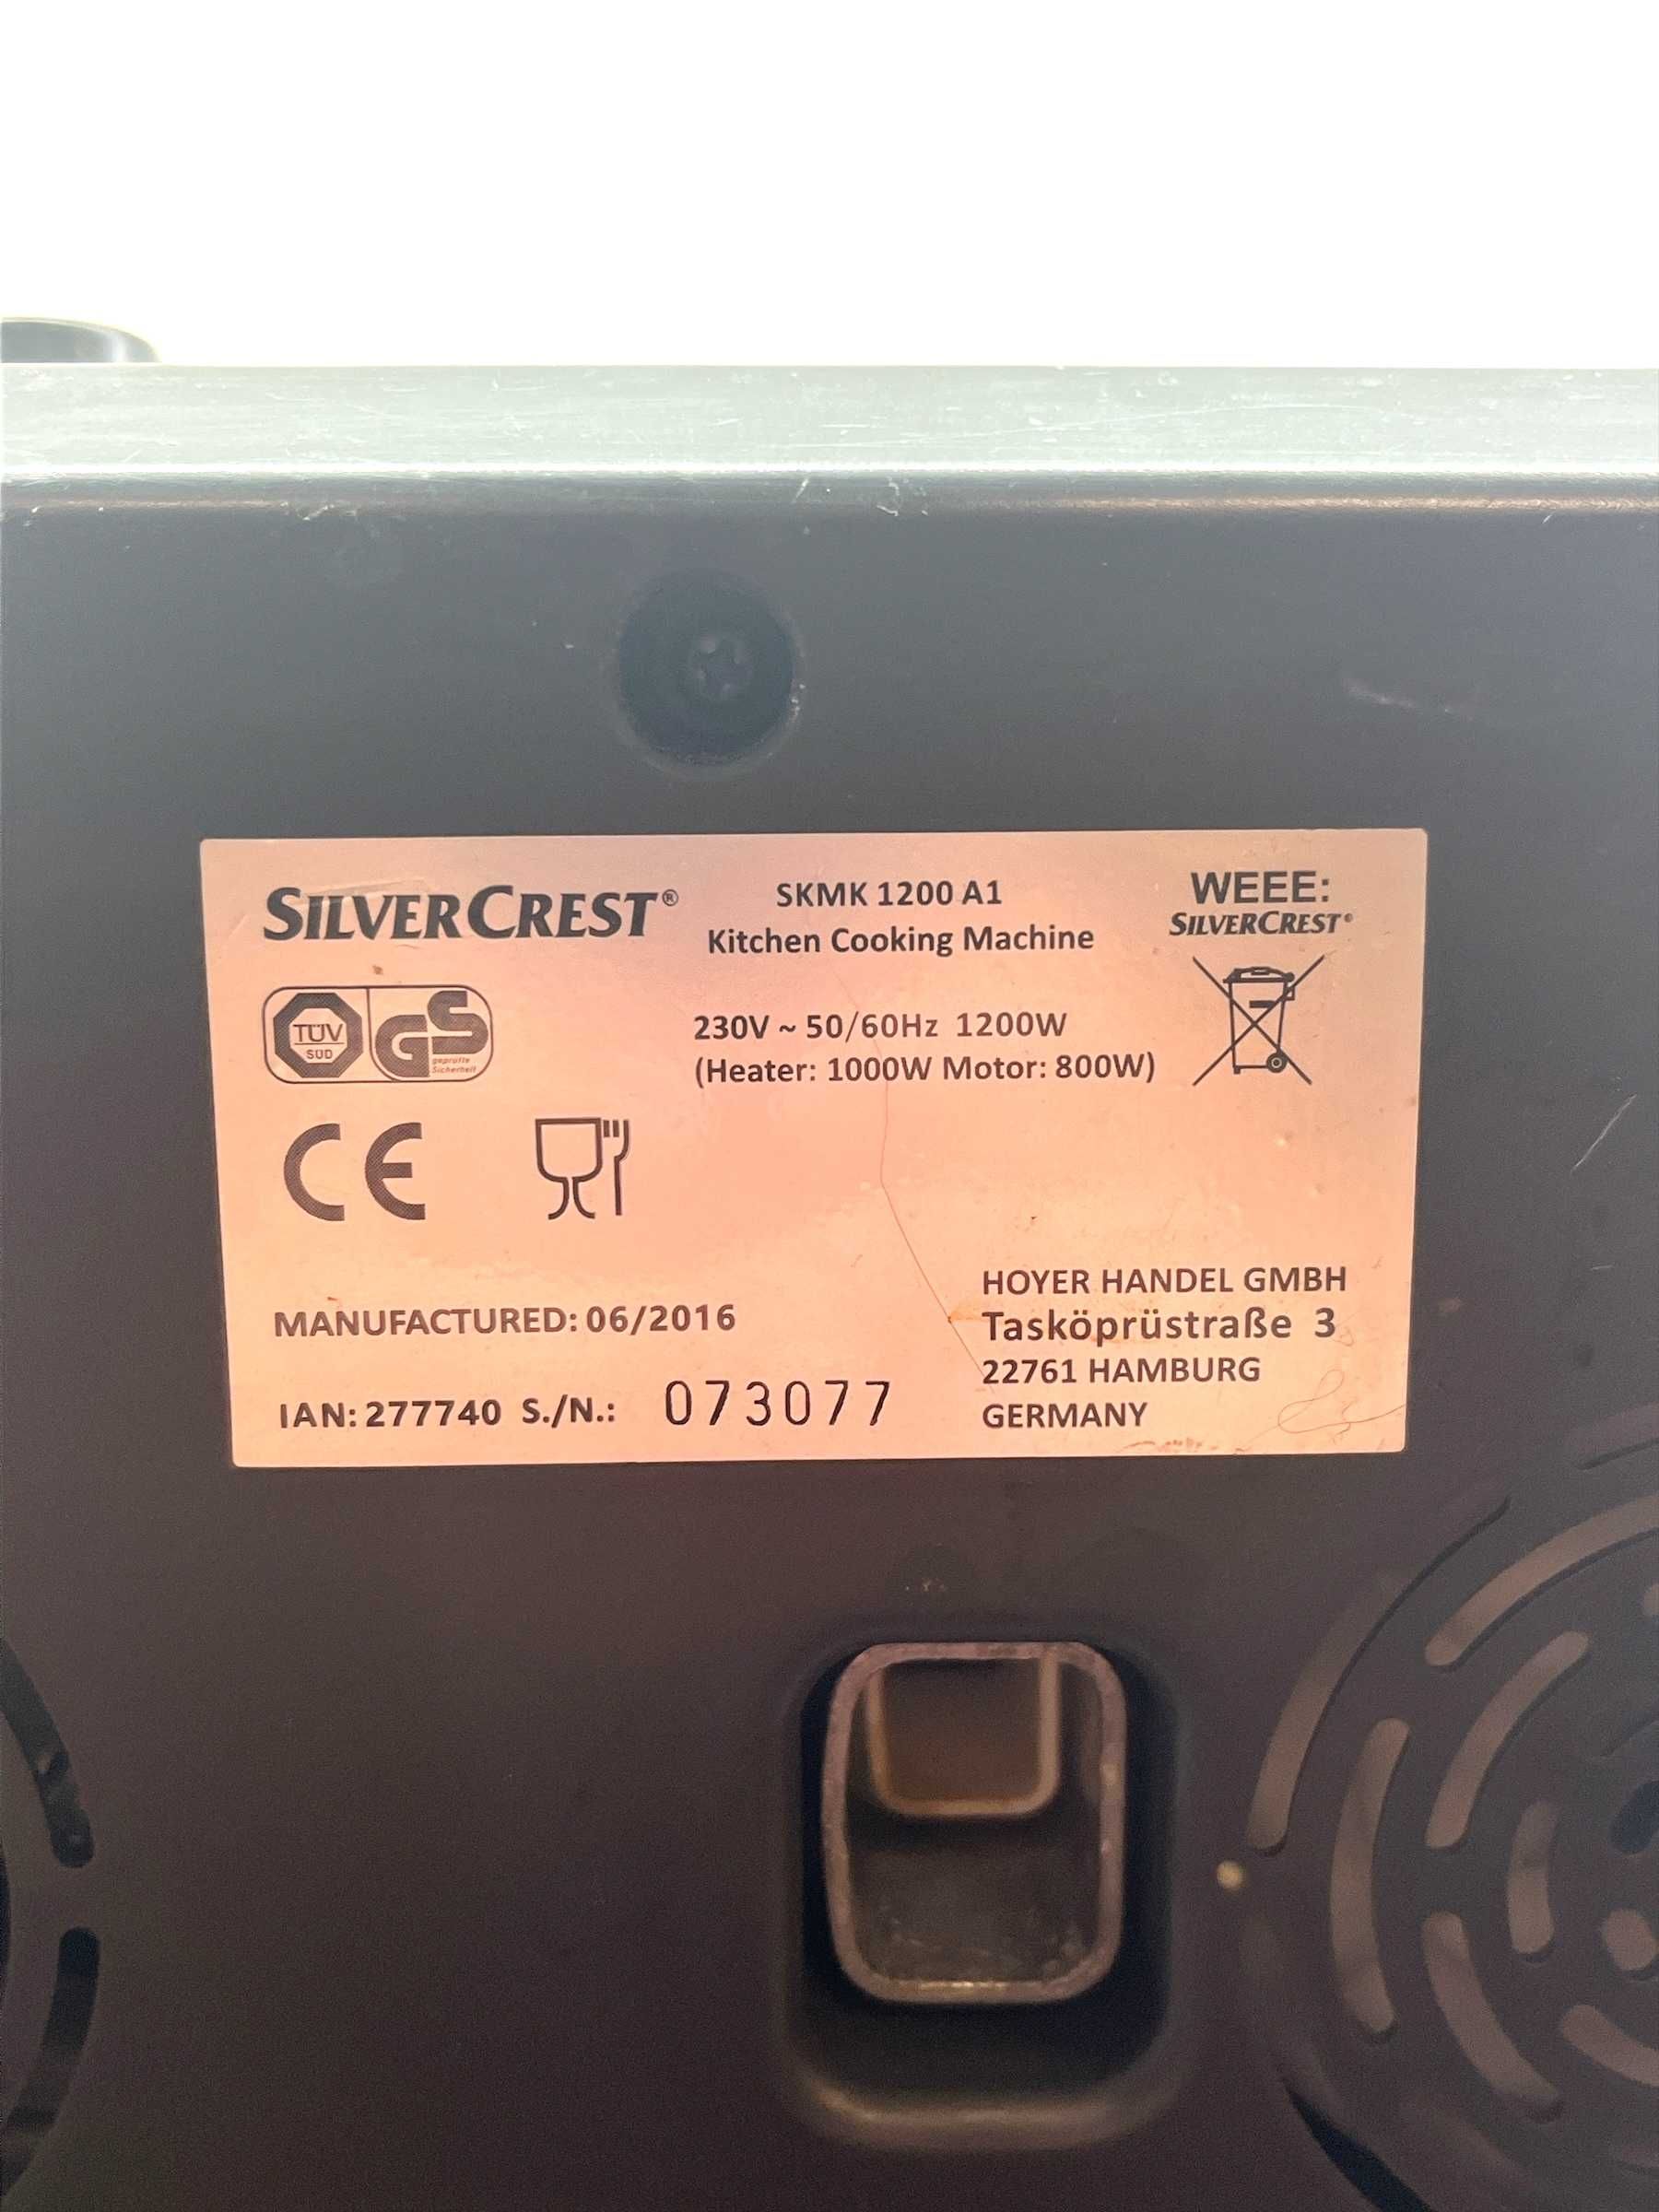 SILVERCREST®
SKMK 1200 A1
Kitchen Cooking Machine
WEEE:
SILVERCREST®
TÜV
SÜD
GS
geprüfte
Sicherheit
230V ~ 50/60Hz 1200W
(Heater: 1000W Motor: 800W)
CE
MANUFACTURED: 06/2016
IAN: 277740 S./N.: 073077
HOYER HANDEL GMBH
Tasköprüstraße 3
22761 HAMBURG
GERMANY